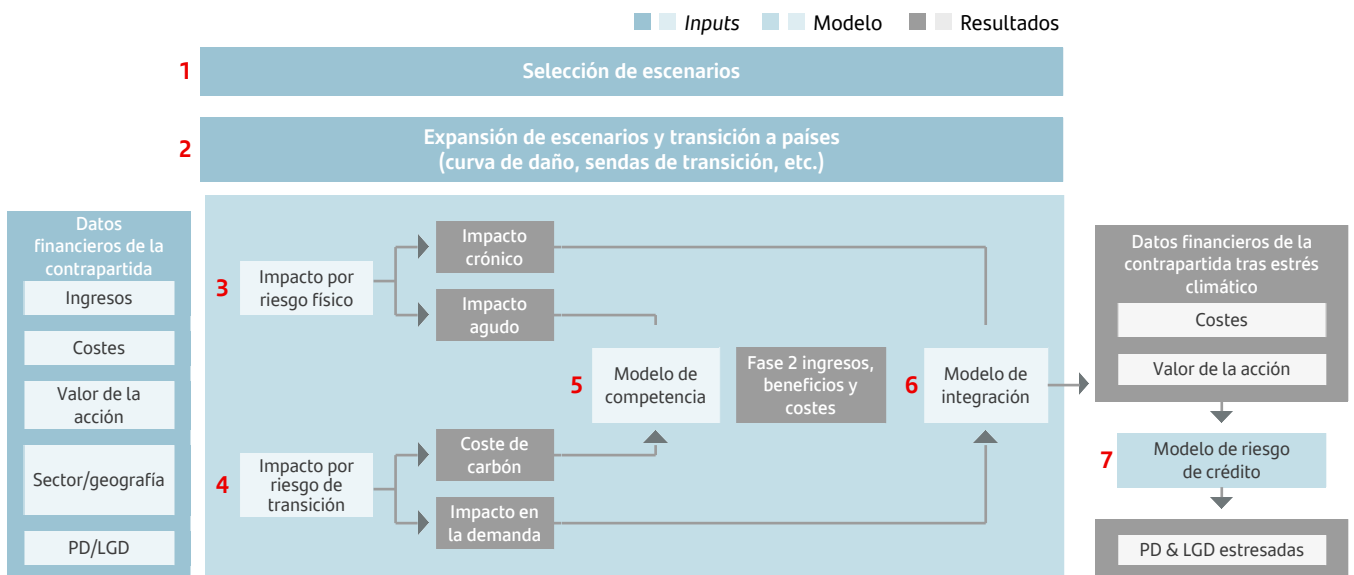 Inputs Modelo Resultados
1 Selección de escenarios
2 Expansión de escenarios y transición a países
(curva de daño, sendas de transición, etc.)
Datos
financieros de la
contrapartida
Ingresos
Costes
Valor de la
acción
Sector/geografía
PD/LGD
3 Impacto por
riesgo físico
Impacto
crónico
Impacto
agudo
4 Impacto por
riesgo de
transición
Coste de
carbón
Impacto en
la demanda
5 Modelo de
competencia
Fase 2 ingresos,
beneficios y
costes
6 Modelo de
integración
Datos financieros de la
contrapartida tras estrés
climático
Costes
Valor de la acción
7 Modelo de riesgo
de crédito
PD & LGD estresadas